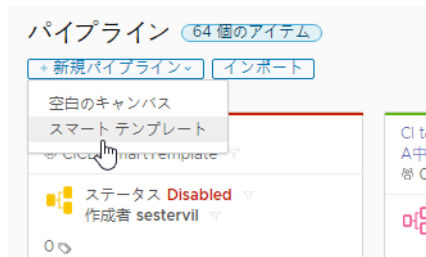 パイプライン 64 個のアイテム
+ 新規パイプライン インポート
空白のキャンバス
スマート テンプレート
CI t
A中
ステータス Disabled
作成者 sestervil
0